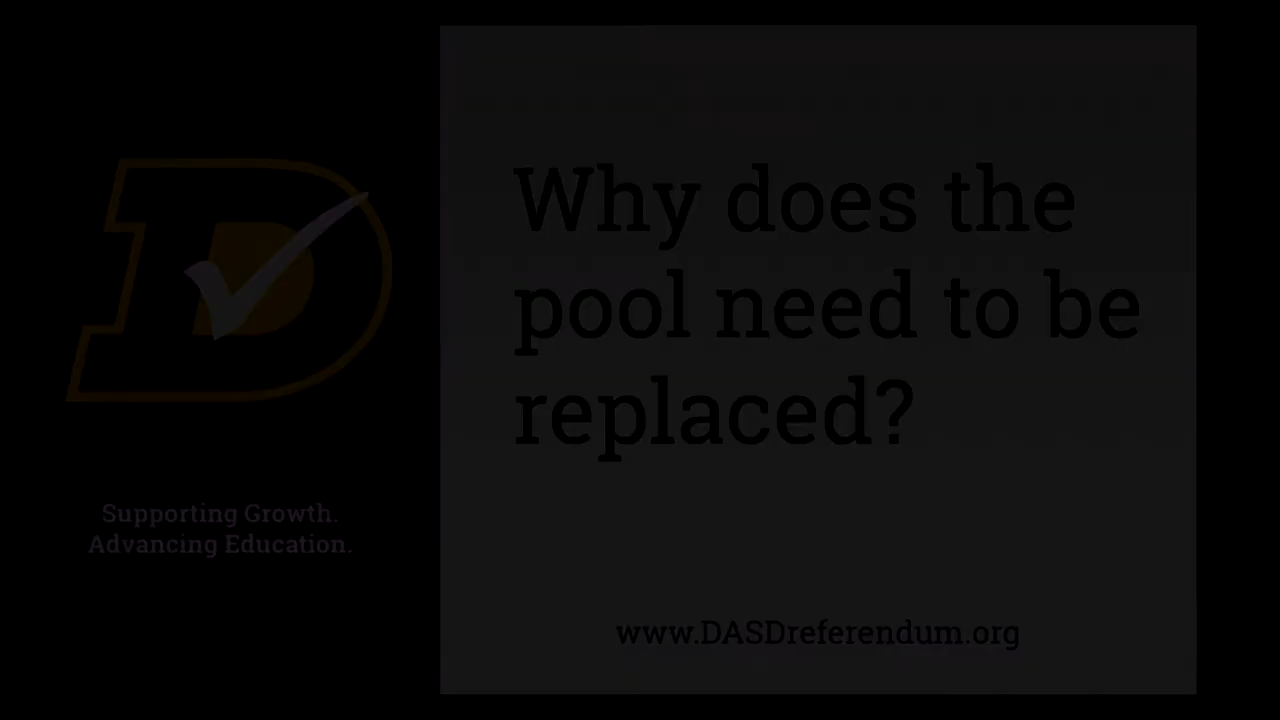 Why does the
pool need to be
replaced?
Supporting Growth.
Advancing Education.
www.DASDreferendum.org